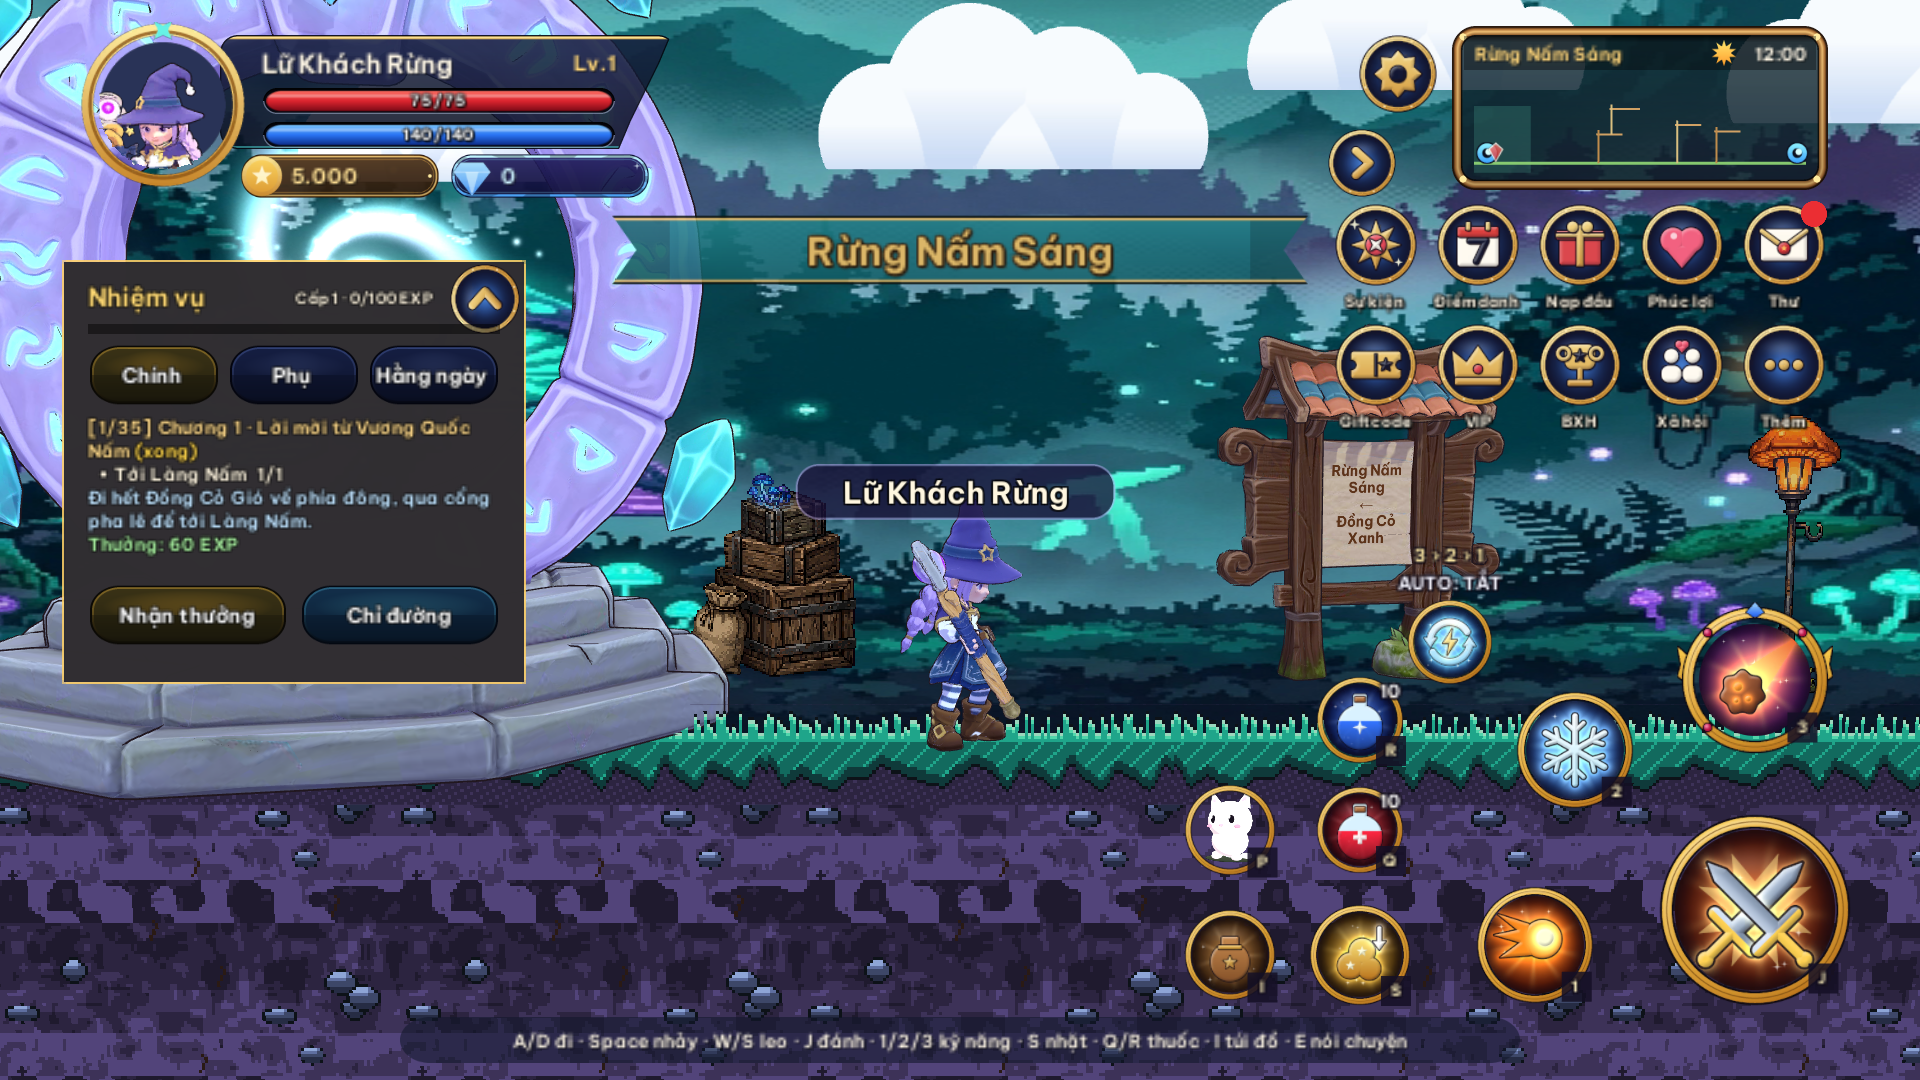 Lữ Khách Rừng
Lv.1
75/75
140/140
5.000
0
Rừng Nấm Sáng
12:00
Rừng Nấm Sáng
Sự kiện
Điểm danh
Nạp đầu
Phúc lợi
Thư
7
Giftcode
VIP
BXH
Xã hội
Thêm
Nhiệm vụ
Cấp 1 · 0/100 EXP
Chính
Phụ
Hằng ngày
[1/35] Chương 1 - Lời mời từ Vương Quốc
Nấm (xong)
• Tới Làng Nấm 1/1
Đi hết Đồng Cỏ Gió về phía đông, qua cổng
pha lê để tới Làng Nấm.
Thưởng: 60 EXP
Nhận thưởng
Chỉ đường
Lữ Khách Rừng
Rừng Nấm
Sáng
←
Đồng Cỏ
Xanh
3 › 2 › 1
AUTO: TẮT
10
R
3
2
10
P
Q
I
S
1
J
A/D đi · Space nhảy · W/S leo · J đánh · 1/2/3 kỹ năng · S nhặt · Q/R thuốc · I túi đồ · E nói chuyện